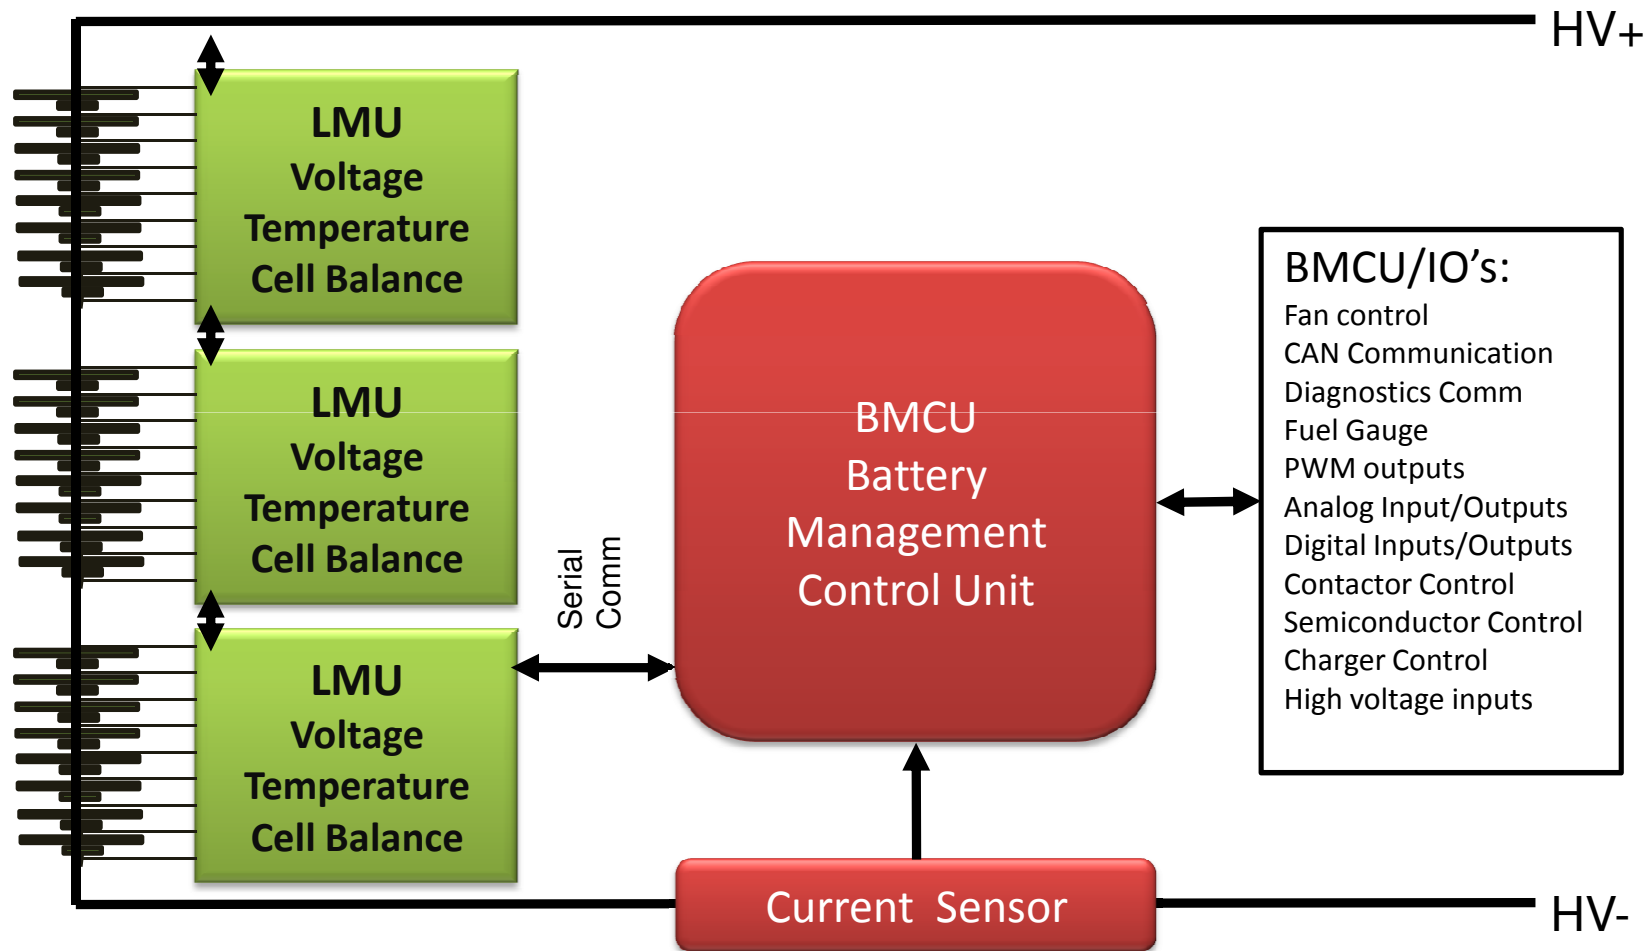 HV+
LMU
Voltage
Temperature
Cell Balance
LMU
Voltage
Temperature
Cell Balance
LMU
Voltage
Temperature
Cell Balance
Serial
Comm
BMCU
Battery
Management
Control Unit
BMCU/IO’s:
Fan control
CAN Communication
Diagnostics Comm
Fuel Gauge
PWM outputs
Analog Input/Outputs
Digital Inputs/Outputs
Contactor Control
Semiconductor Control
Charger Control
High voltage inputs
Current Sensor
HV-